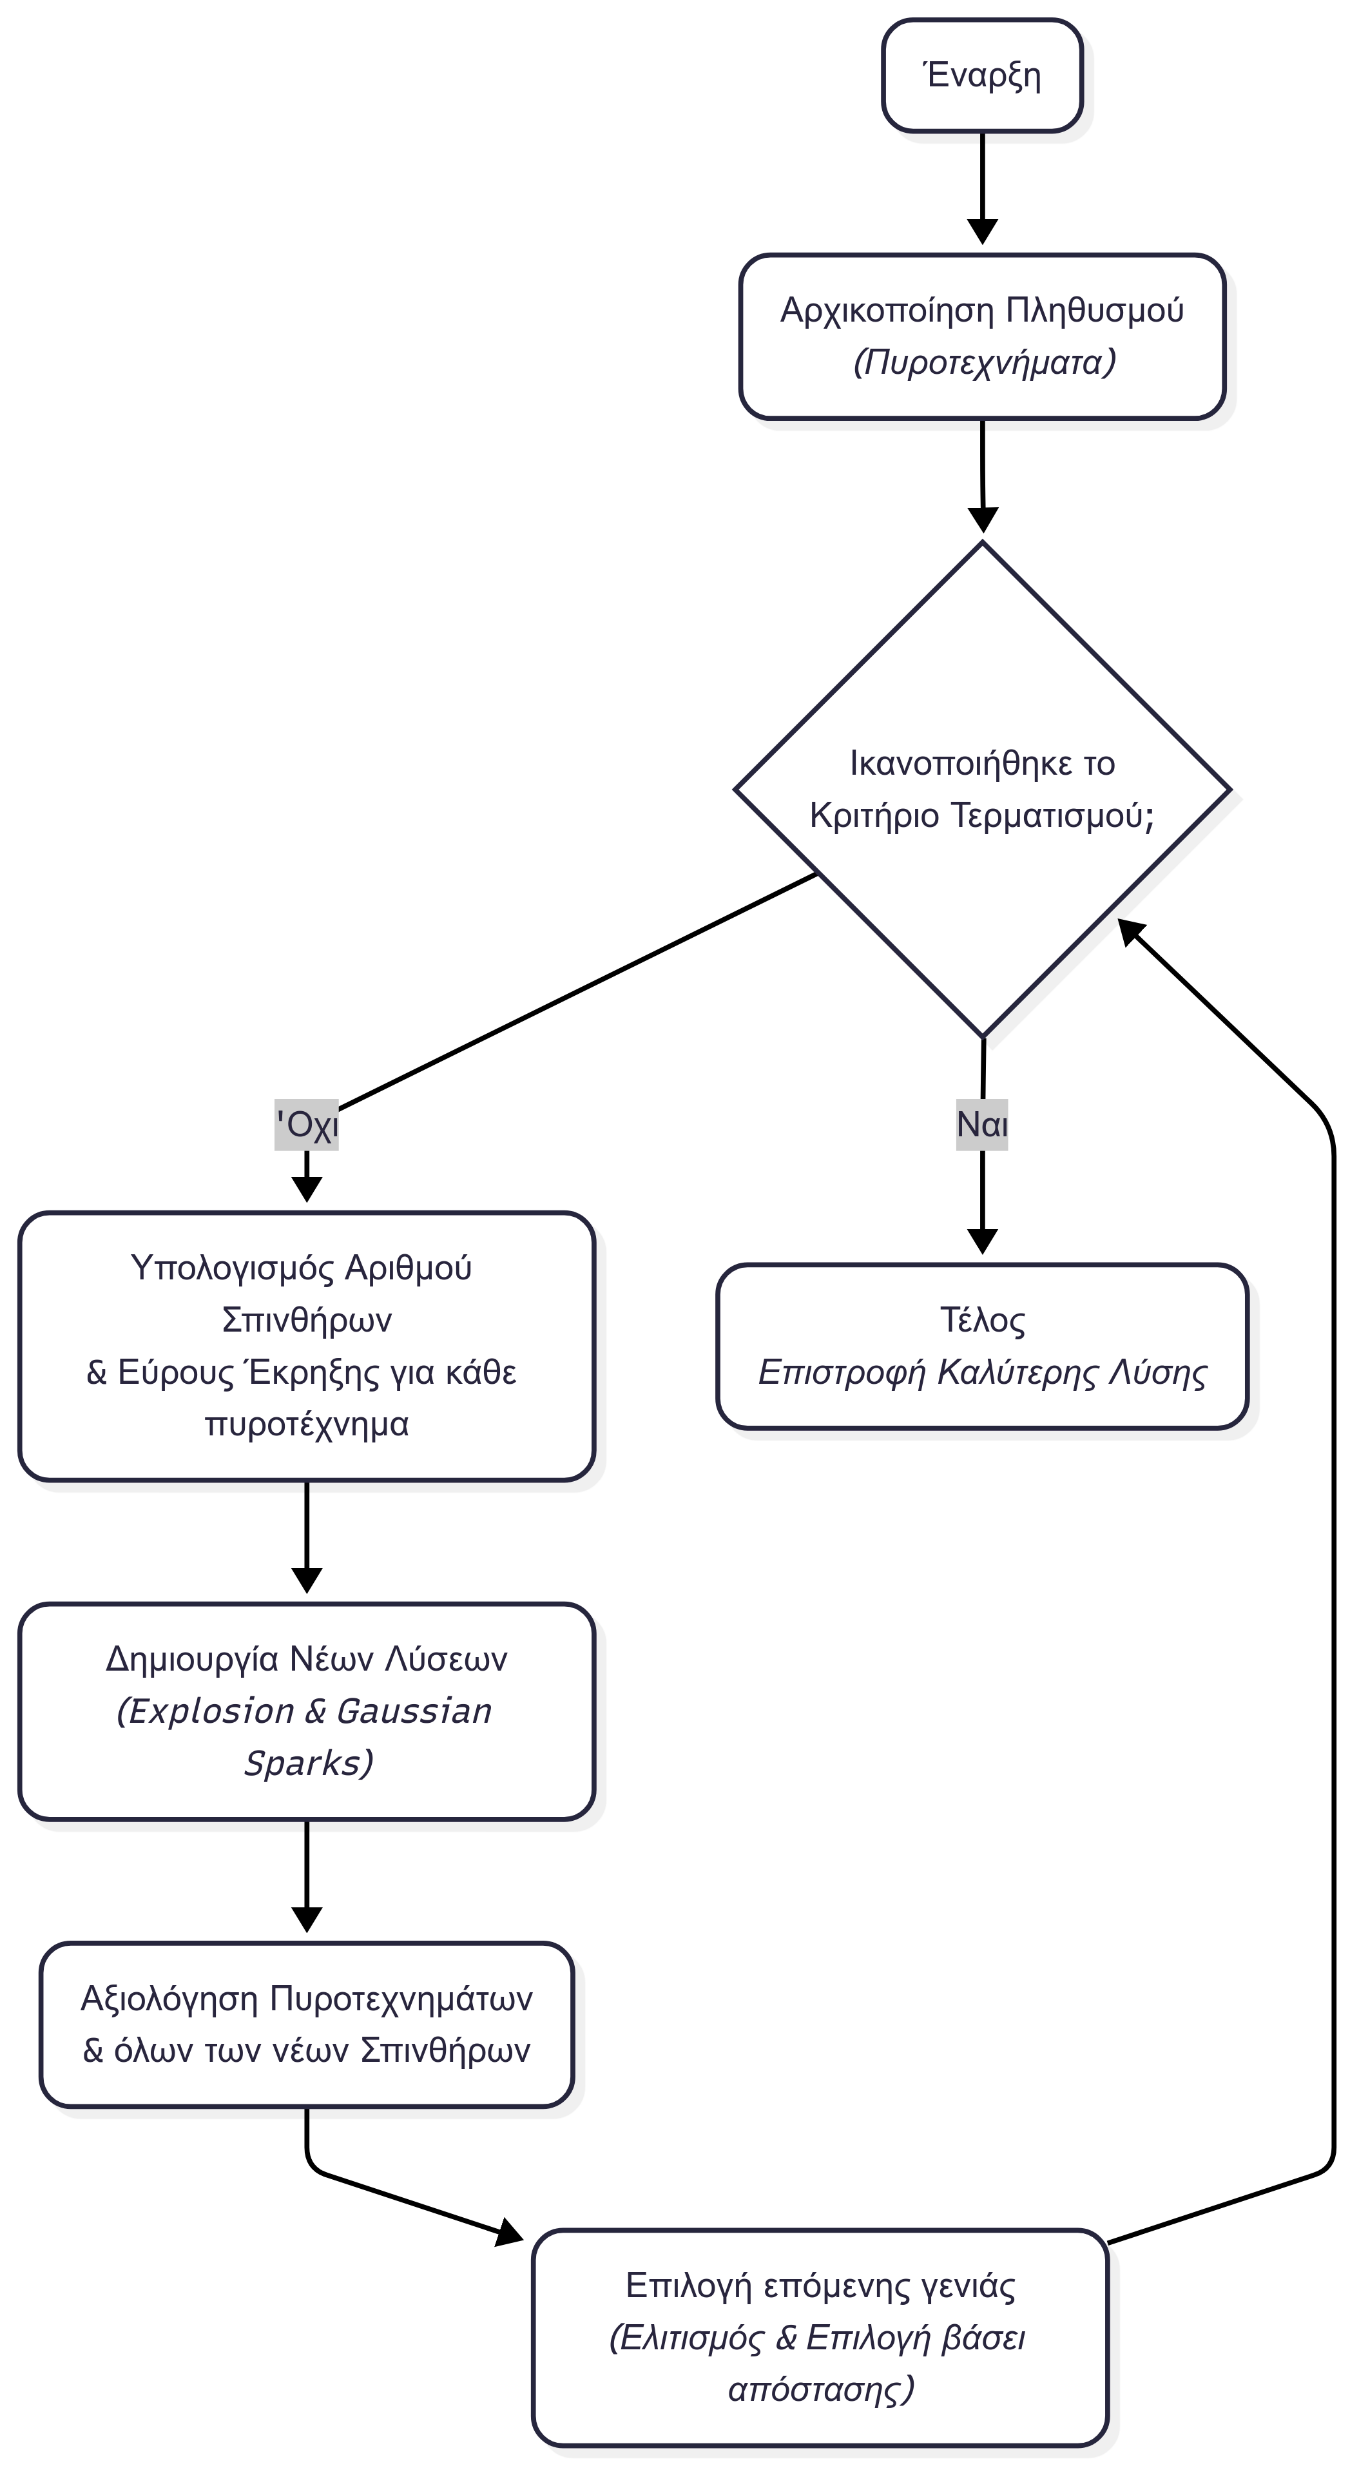 Έναρξη
Αρχικοποίηση Πληθυσμού
(Πυροτεχνήματα)
Ικανοποιήθηκε το
Κριτήριο Τερματισμού;
'Οχι
Ναι
Υπολογισμός Αριθμού
Σπινθήρων
& Εύρους Έκρηξης για κάθε
πυροτέχνημα
Τέλος
Επιστροφή Καλύτερης Λύσης
Δημιουργία Νέων Λύσεων
(Explosion & Gaussian
Sparks)
Αξιολόγηση Πυροτεχνημάτων
& όλων των νέων Σπινθήρων
Επιλογή επόμενης γενιάς
(Ελιτισμός & Επιλογή βάσει
απόστασης)